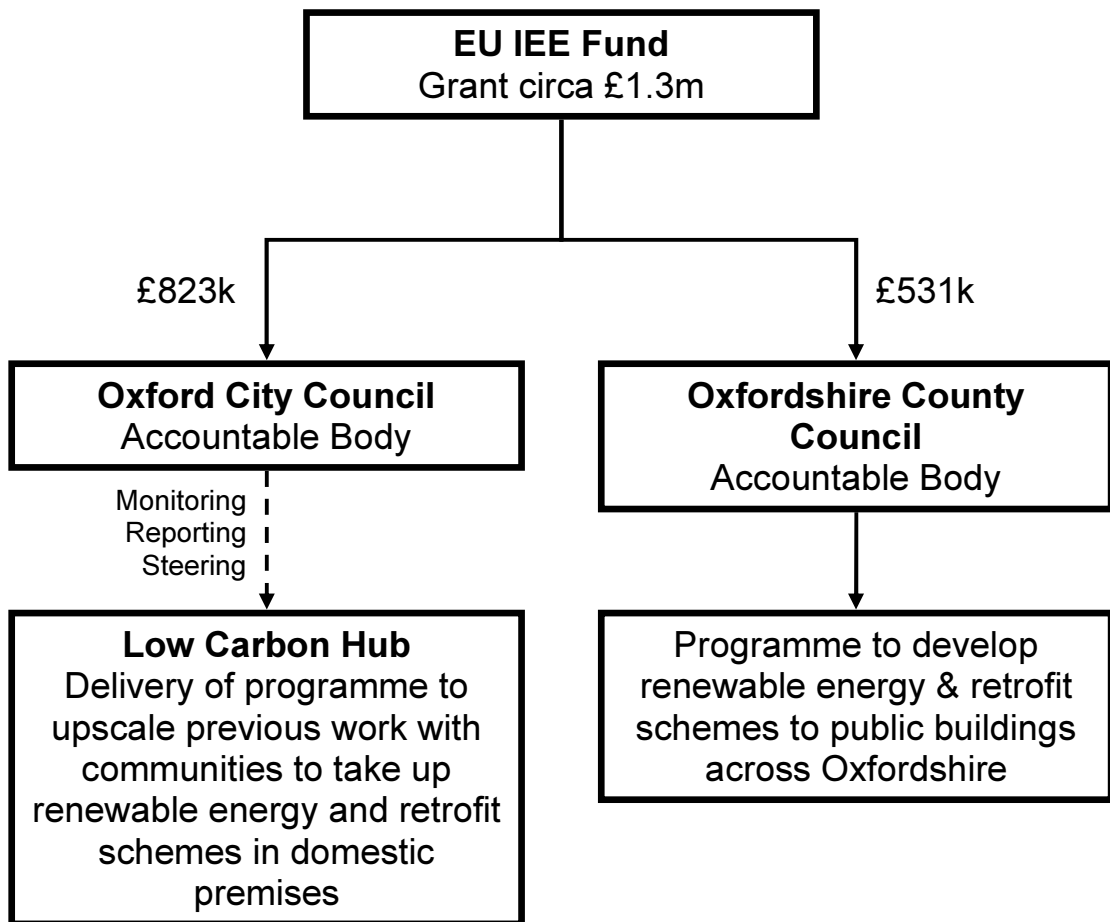 EU IEE Fund
Grant circa £1.3m
£823k
£531k
Oxford City Council
Accountable Body
Oxfordshire County
Council
Accountable Body
Monitoring
Reporting
Steering
Low Carbon Hub
Delivery of programme to
upscale previous work with
communities to take up
renewable energy and retrofit
schemes in domestic
premises
Programme to develop
renewable energy & retrofit
schemes to public buildings
across Oxfordshire